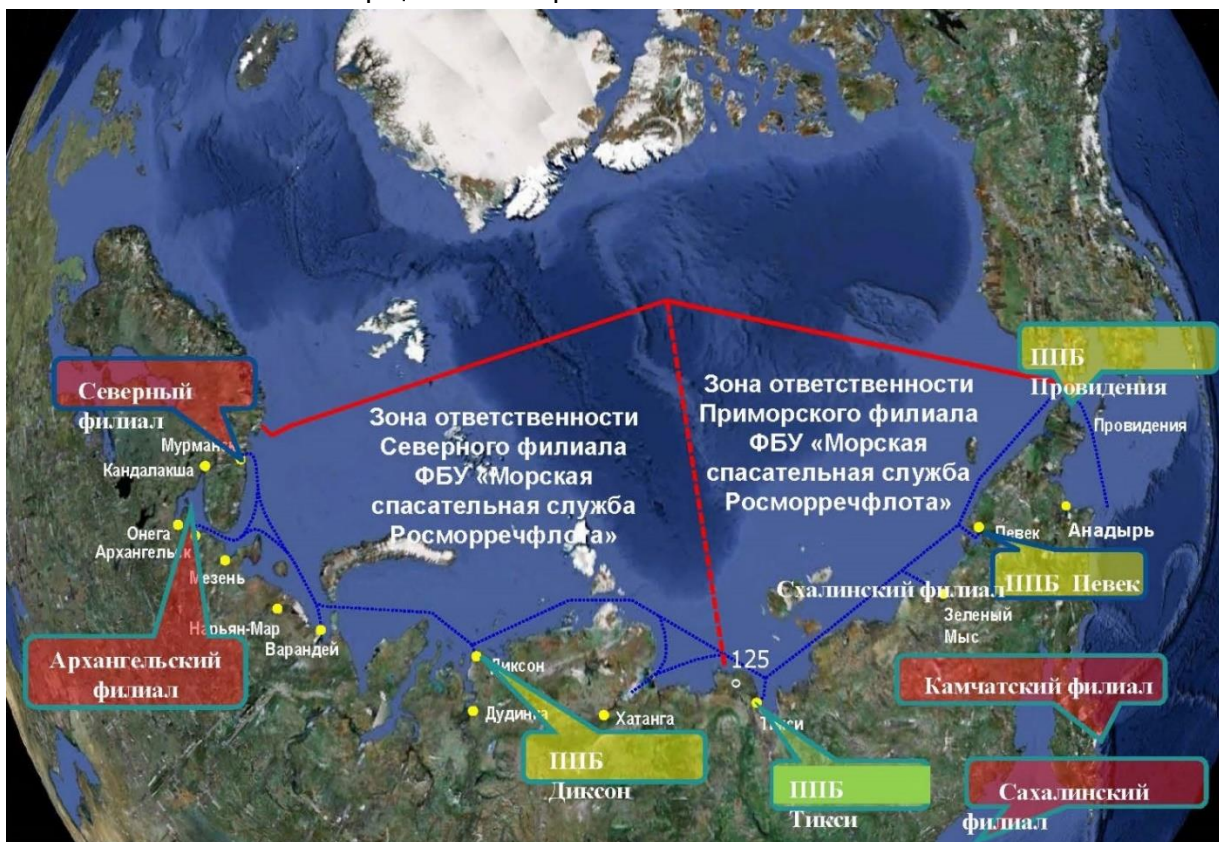 Северный
филиал
Мурманск
Кандалакша
Онега
Архангельск
Мезень
Нарьян-Мар
Варандей
Архангельский
филиал
Зона ответственности
Северного филиала
ФБУ «Морская
спасательная служба
Росморречфлота»
Зона ответственности
Приморского филиала
ФБУ «Морская
спасательная служба
Росморречфлота»
ППБ
Провидения
Провидения
Певек
Анадырь
ППБ Певек
Схалинский филиал
Зеленый
Мыс
125
Диксон
Дудинка
Хатанга
Тикси
ППБ
Диксон
ППБ
Тикси
Камчатский филиал
Сахалинский
филиал